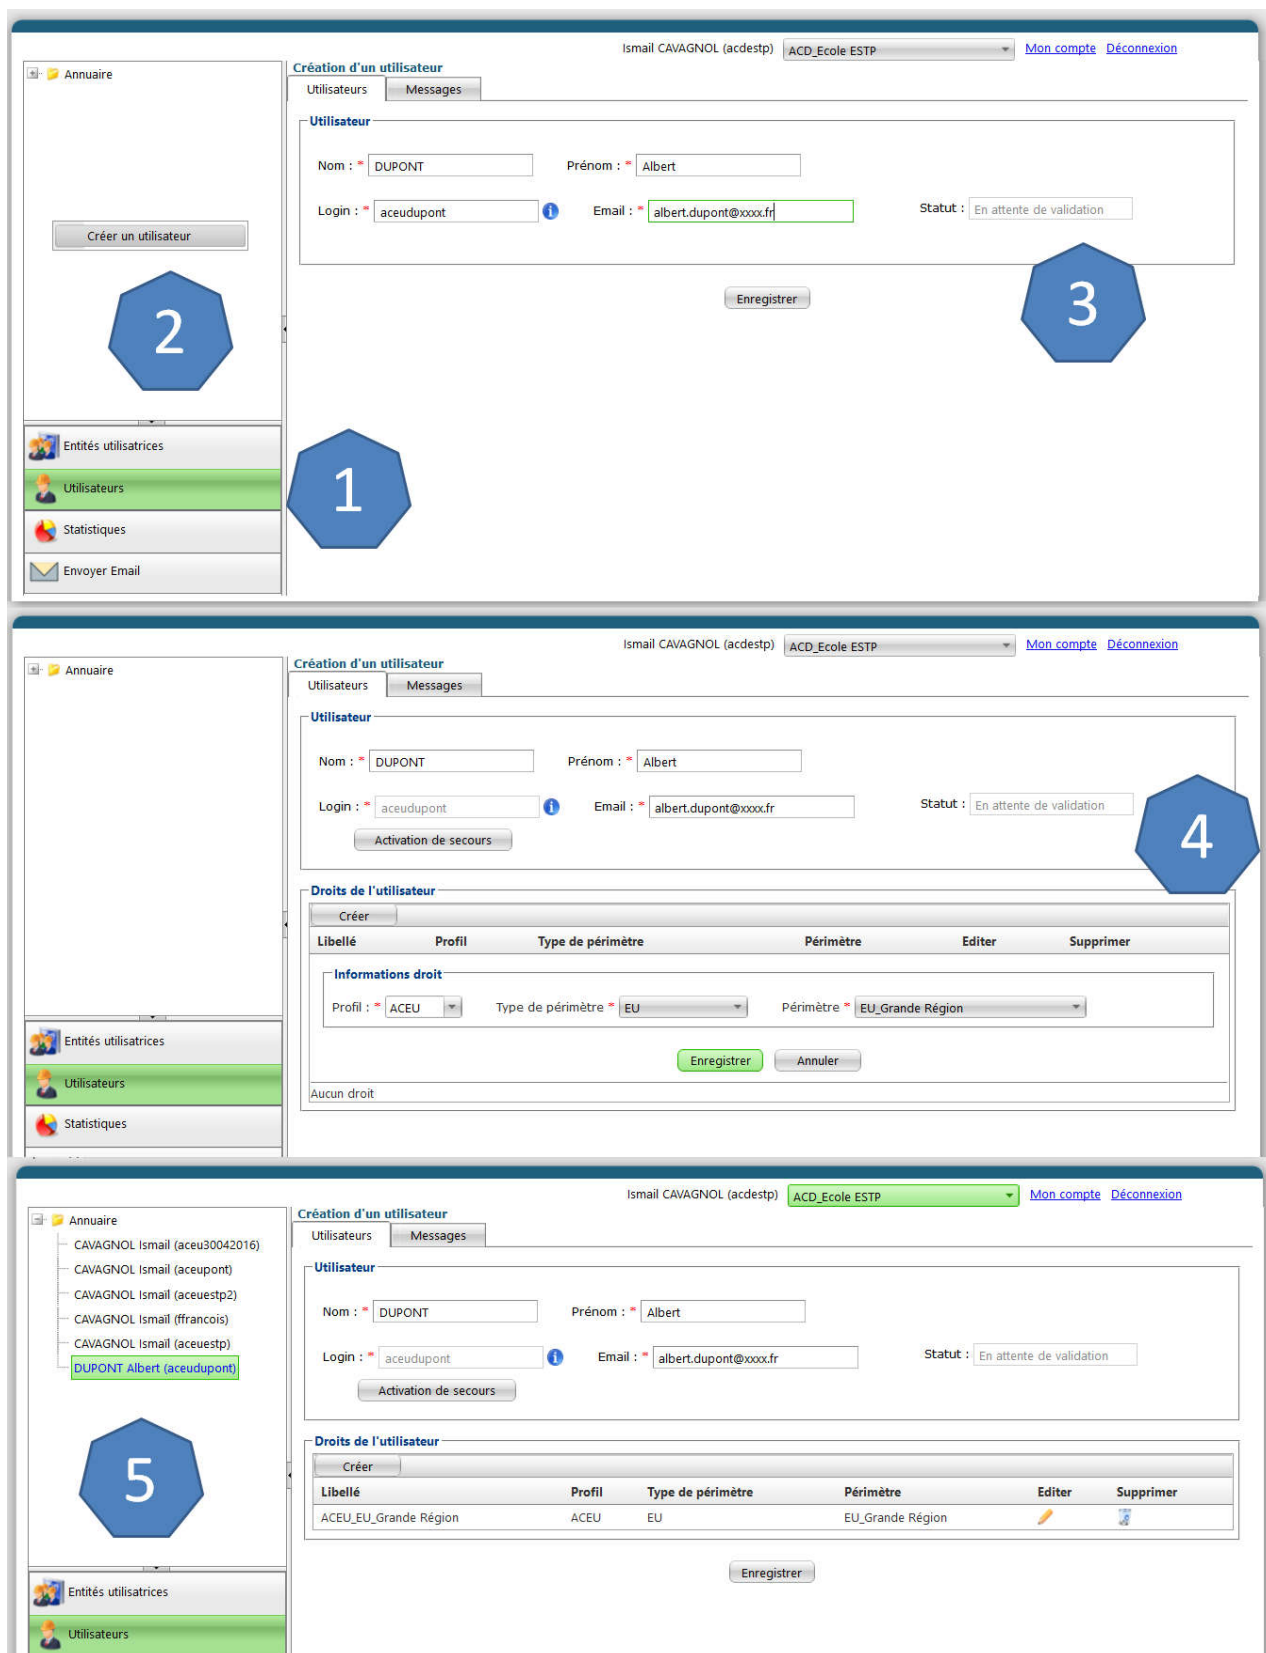 Ismail CAVAGNOL (acdestp) ACD_Ecole ESTP Mon compte Déconnexion
Annuaire
Création d'un utilisateur
Utilisateurs Messages
Utilisateur
Nom : * DUPONT Prénom : * Albert
Login : * aceudupont Email : * albert.dupont@xxxx.fr Statut : En attente de validation
Créer un utilisateur
Enregistrer
2
3
Entités utilisatrices
Utilisateurs
1
Statistiques
Envoyer Email
Ismail CAVAGNOL (acdestp) ACD_Ecole ESTP Mon compte Déconnexion
Annuaire
Création d'un utilisateur
Utilisateurs Messages
Utilisateur
Nom : * DUPONT Prénom : * Albert
Login : * aceudupont Email : * albert.dupont@xxxx.fr Statut : En attente de validation
Activation de secours
4
Droits de l'utilisateur
Créer
Libellé Profil Type de périmètre Périmètre Editer Supprimer
Informations droit
Profil : * ACEU Type de périmètre * EU Périmètre * EU_Grande Région
Enregistrer Annuler
Aucun droit
Entités utilisatrices
Utilisateurs
Statistiques
Ismail CAVAGNOL (acdestp) ACD_Ecole ESTP Mon compte Déconnexion
Annuaire
CAVAGNOL Ismail (aceu30042016)
CAVAGNOL Ismail (aceupont)
CAVAGNOL Ismail (aceuestp2)
CAVAGNOL Ismaïl (ffrancois)
CAVAGNOL Ismaïl (aceuestp)
DUPONT Albert (aceudupont)
Création d'un utilisateur
Utilisateurs Messages
Utilisateur
Nom : * DUPONT Prénom : * Albert
Login : * aceudupont Email : * albert.dupont@xxxx.fr Statut : En attente de validation
Activation de secours
5
Droits de l'utilisateur
Créer
Libellé Profil Type de périmètre Périmètre Editer Supprimer
ACEU_EU_Grande Région ACEU EU EU_Grande Région
Enregistrer
Entités utilisatrices
Utilisateurs